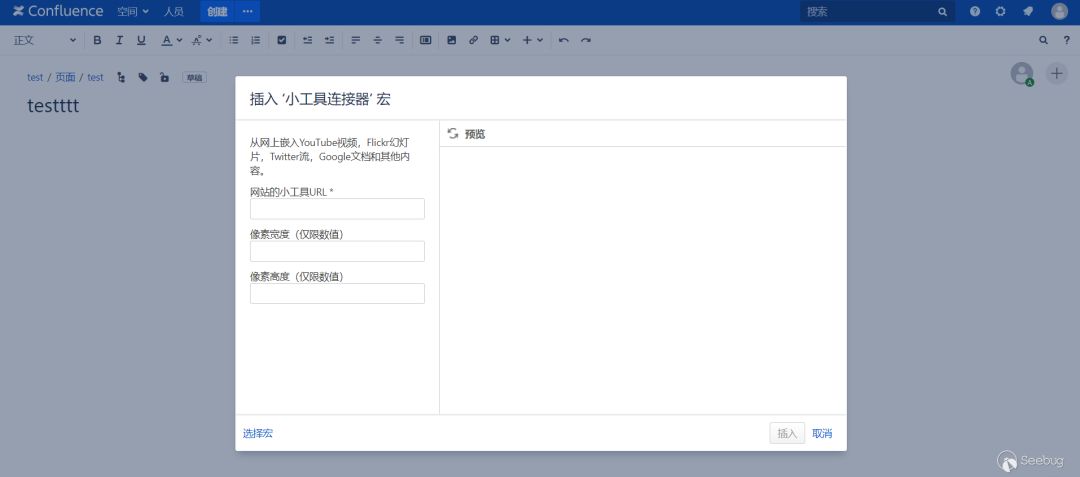 Confluence 空间 人员 创建 ··· 搜索
正文 B I U A
test / 页面 / test 草稿
testttt
插入 ‘小工具连接器’ 宏
从网上嵌入YouTube视频，Flickr幻灯
片，Twitter流，Google文档和其他内
容。
网站的小工具URL *
像素宽度（仅限数值）
像素高度（仅限数值）
预览
选择宏
插入 取消
Seebug